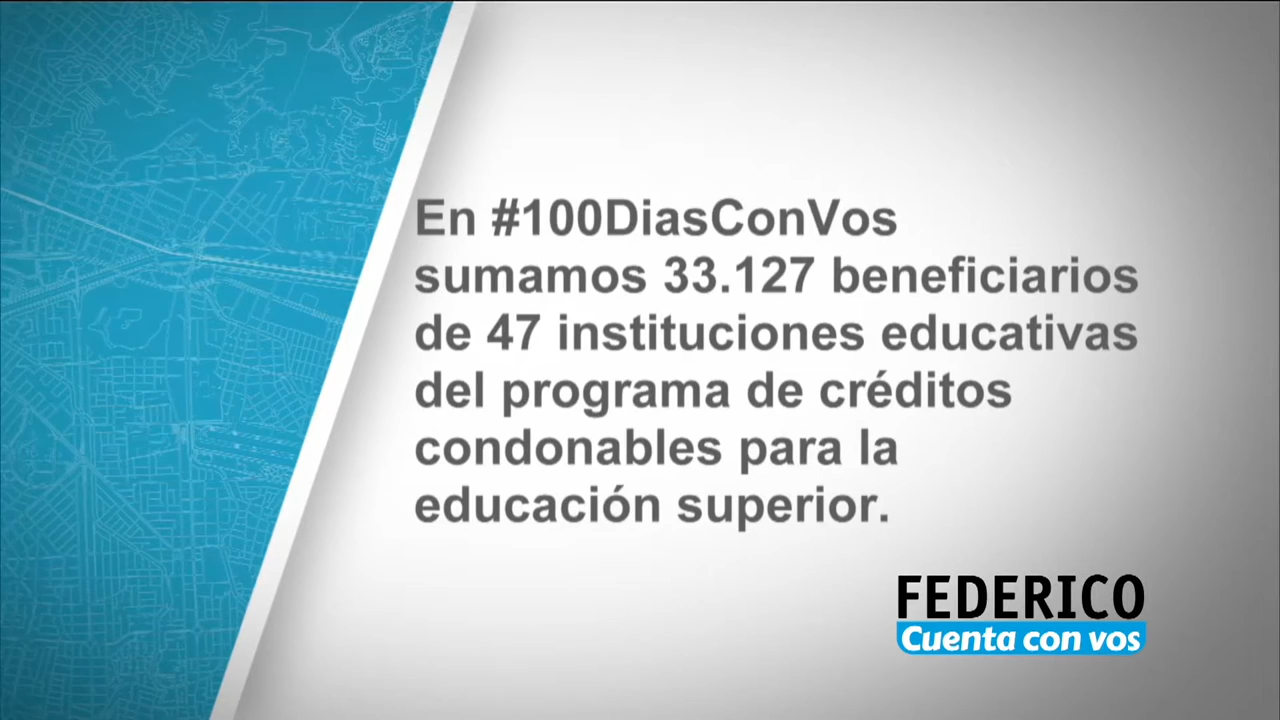 En #100DiasConVos
sumamos 33.127 beneficiarios
de 47 instituciones educativas
del programa de créditos
condonables para la
educación superior.
FEDERICO
Cuenta con vos